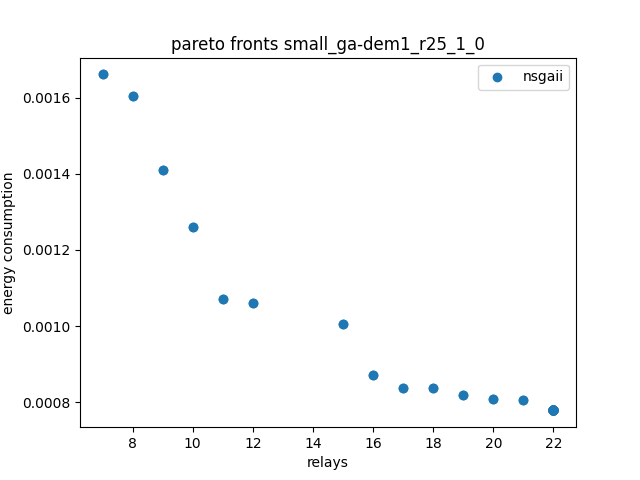 pareto fronts small_ga-dem1_r25_1_0
nsgaii
0.0016
0.0014
0.0012
0.0010
0.0008
energy consumption
8 10 12 14 16 18 20 22
relays